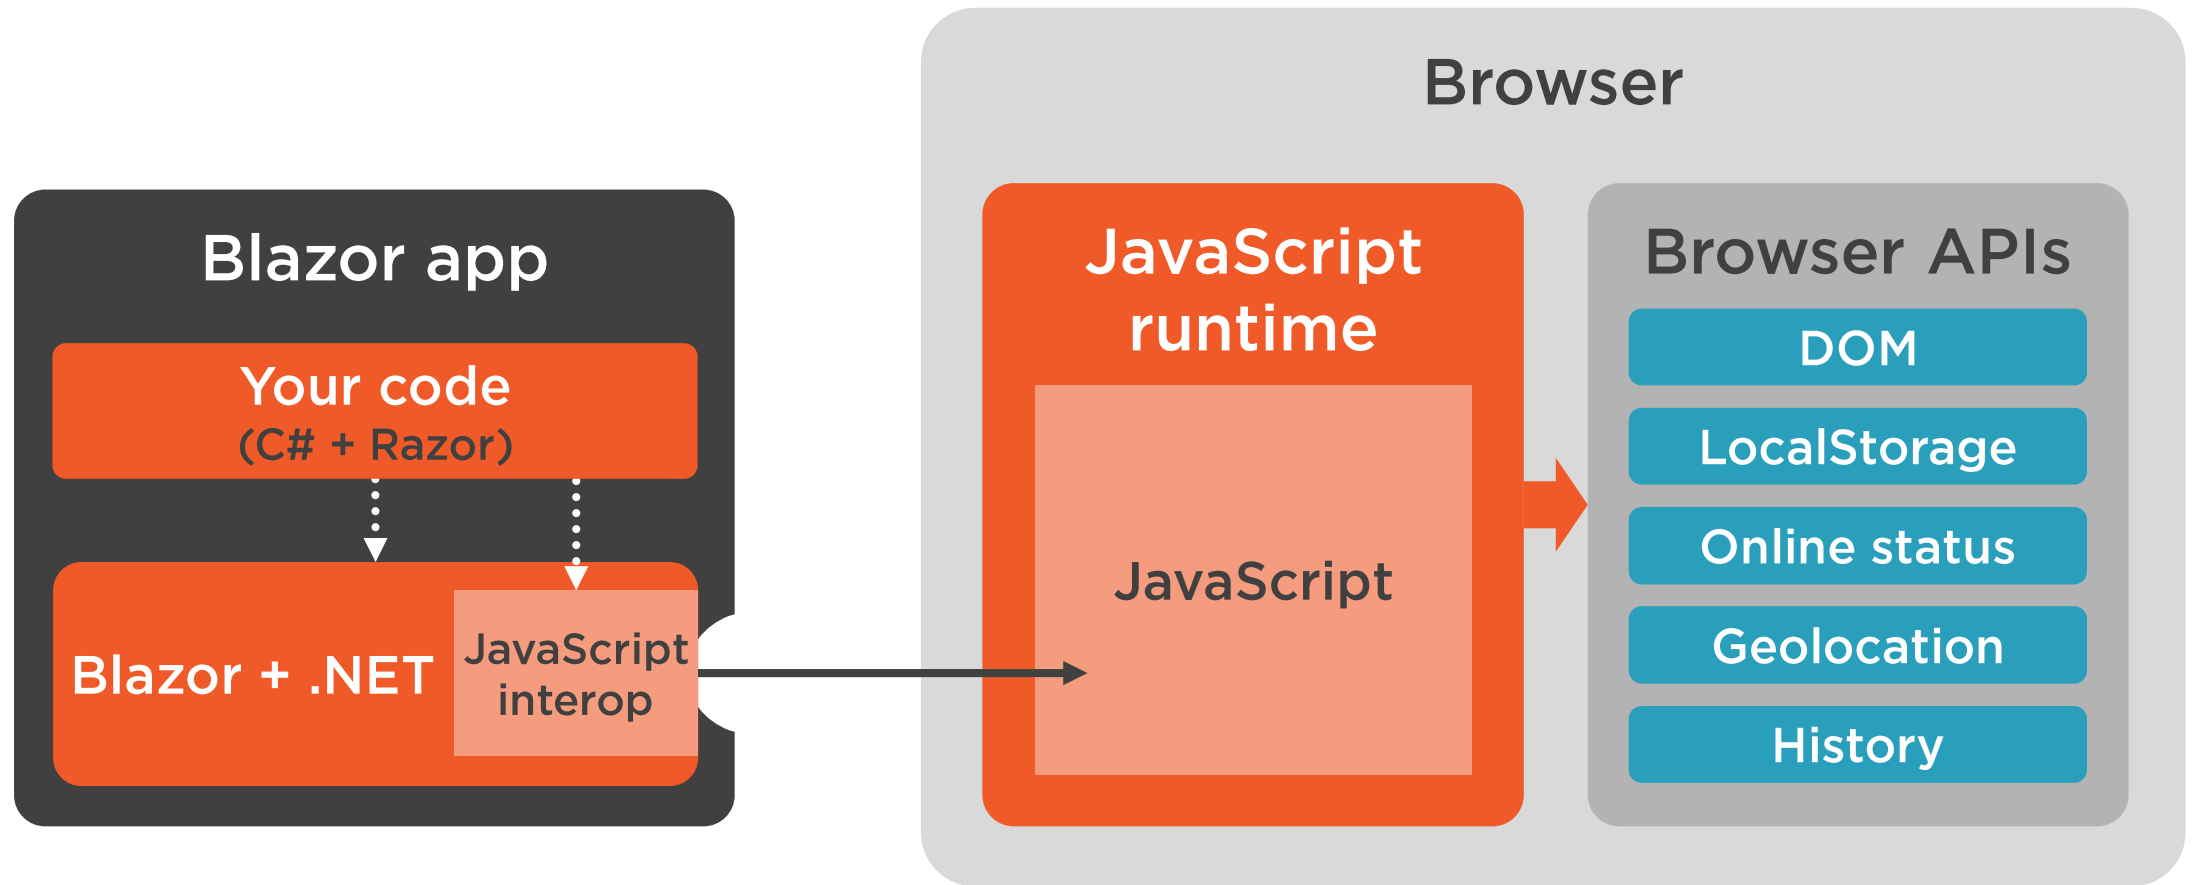 Browser
Blazor app
Your code
(C# + Razor)
Blazor + .NET
JavaScript
interop
JavaScript
runtime
JavaScript
Browser APIs
DOM
LocalStorage
Online status
Geolocation
History